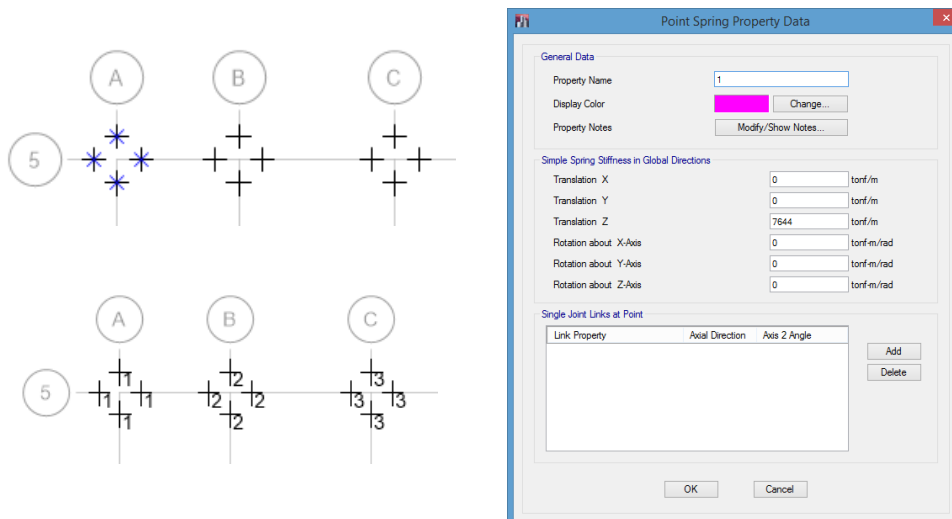 A B C
5
A B C
1 2 3
5 1 1 2 2 3 3
1 2 3
Point Spring Property Data
General Data
Property Name 1
Display Color Change...
Property Notes Modify/Show Notes...
Simple Spring Stiffness in Global Directions
Translation X 0 tonf/m
Translation Y 0 tonf/m
Translation Z 7644 tonf/m
Rotation about X-Axis 0 tonf-m/rad
Rotation about Y-Axis 0 tonf-m/rad
Rotation about Z-Axis 0 tonf-m/rad
Single Joint Links at Point
Link Property Axial Direction Axis 2 Angle
Add
Delete
OK Cancel